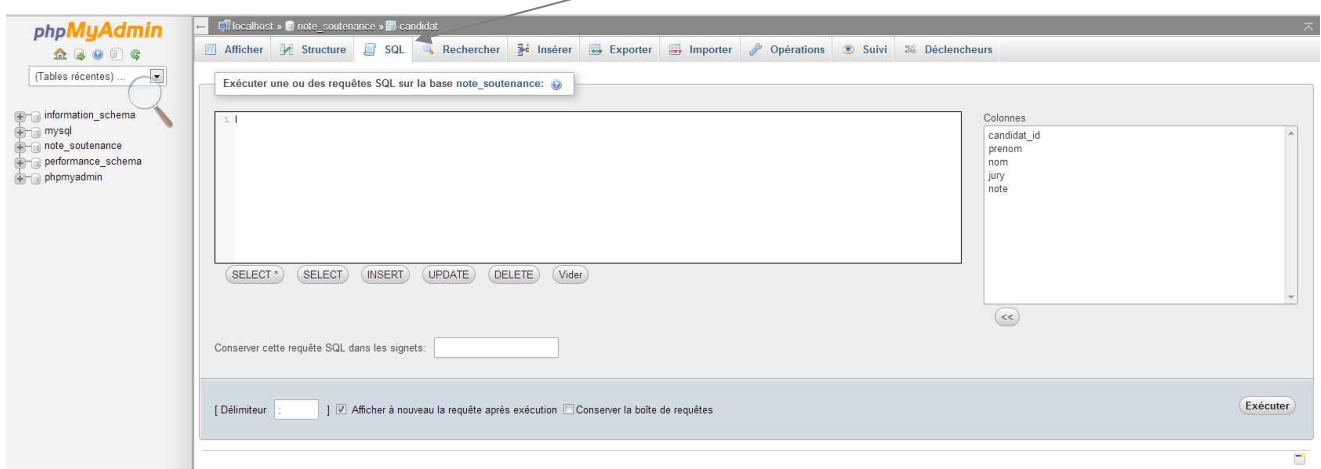 phpMyAdmin
(Tables récentes) ...
information_schema
mysql
note_soutenance
performance_schema
phpmyadmin
← localhost » note_soutenance » candidat
Afficher Structure SQL Rechercher Insérer Exporter Importer Opérations Suivi Déclencheurs
Exécuter une ou des requêtes SQL sur la base note_soutenance:
1
Colonnes
candidat_id
prenom
nom
jury
note
SELECT * SELECT INSERT UPDATE DELETE Vider
<<
Conserver cette requête SQL dans les signets:
[ Délimiteur ; ] Afficher à nouveau la requête après exécution Conserver la boîte de requêtes
Exécuter